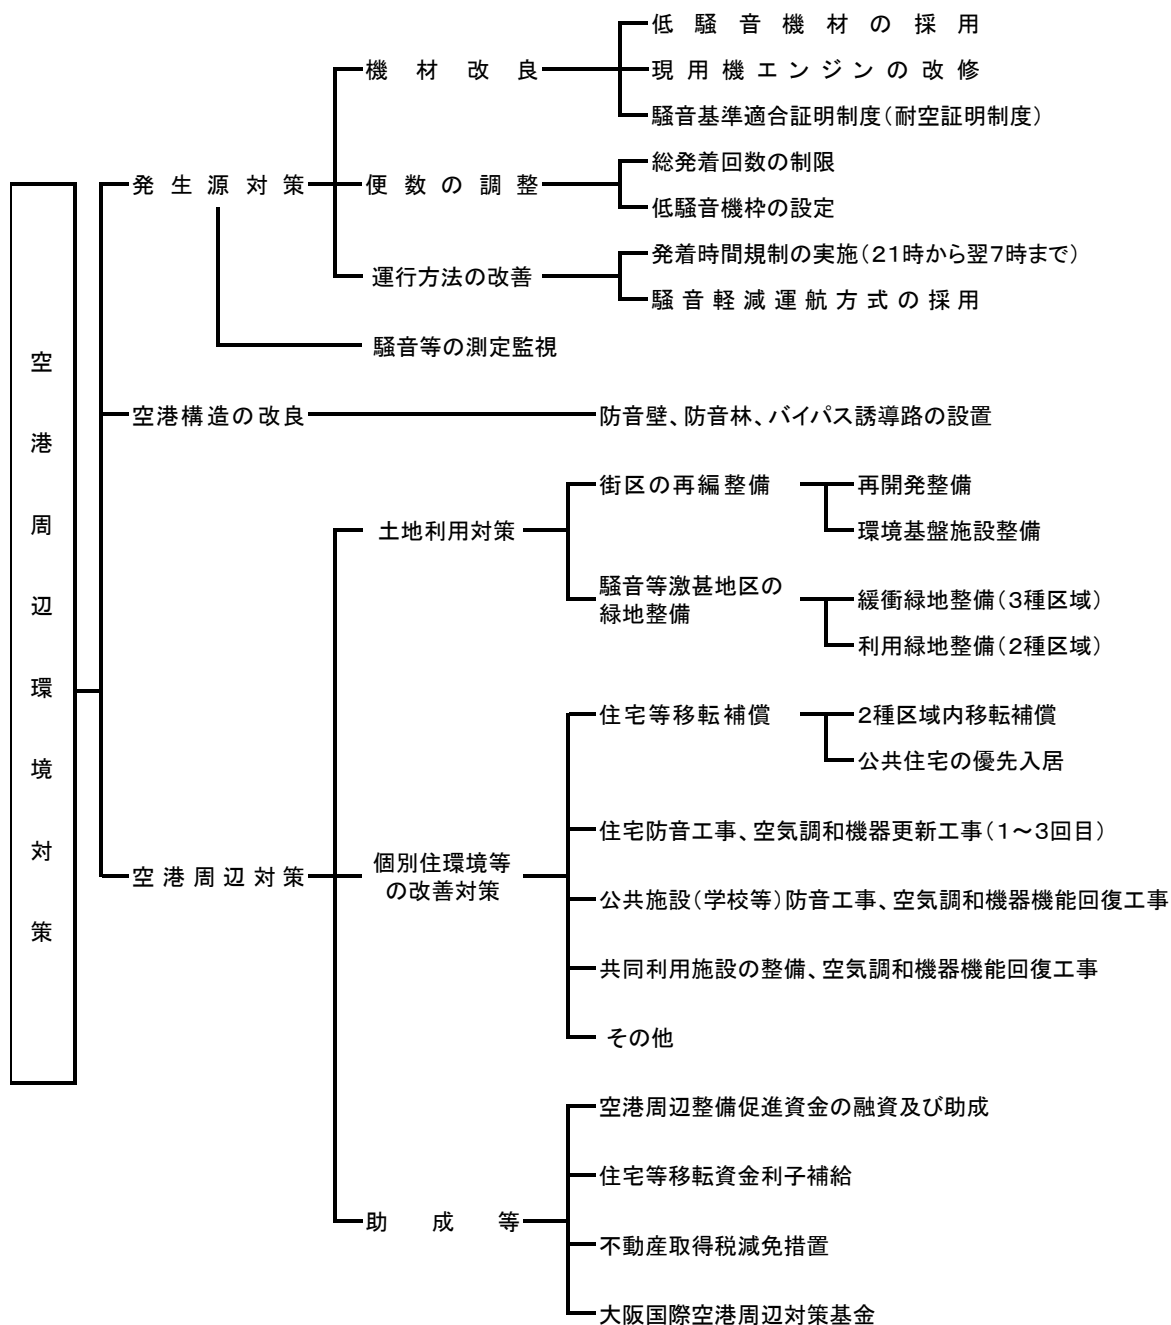 空港周辺環境対策
発生源対策
機材改良
低騒音機材の採用
現用機エンジンの改修
騒音基準適合証明制度(耐空証明制度)
便数の調整
総発着回数の制限
低騒音機枠の設定
運行方法の改善
発着時間規制の実施(21時から翌7時まで)
騒音軽減運航方式の採用
騒音等の測定監視
空港構造の改良
防音壁、防音林、バイパス誘導路の設置
空港周辺対策
土地利用対策
街区の再編整備
再開発整備
環境基盤施設整備
騒音等激甚地区の
緑地整備
緩衝緑地整備(3種区域)
利用緑地整備(2種区域)
個別住環境等
の改善対策
住宅等移転補償
2種区域内移転補償
公共住宅の優先入居
住宅防音工事、空気調和機器更新工事(1～3回目)
公共施設(学校等)防音工事、空気調和機器機能回復工事
共同利用施設の整備、空気調和機器機能回復工事
その他
助成等
空港周辺整備促進資金の融資及び助成
住宅等移転資金利子補給
不動産取得税減免措置
大阪国際空港周辺対策基金